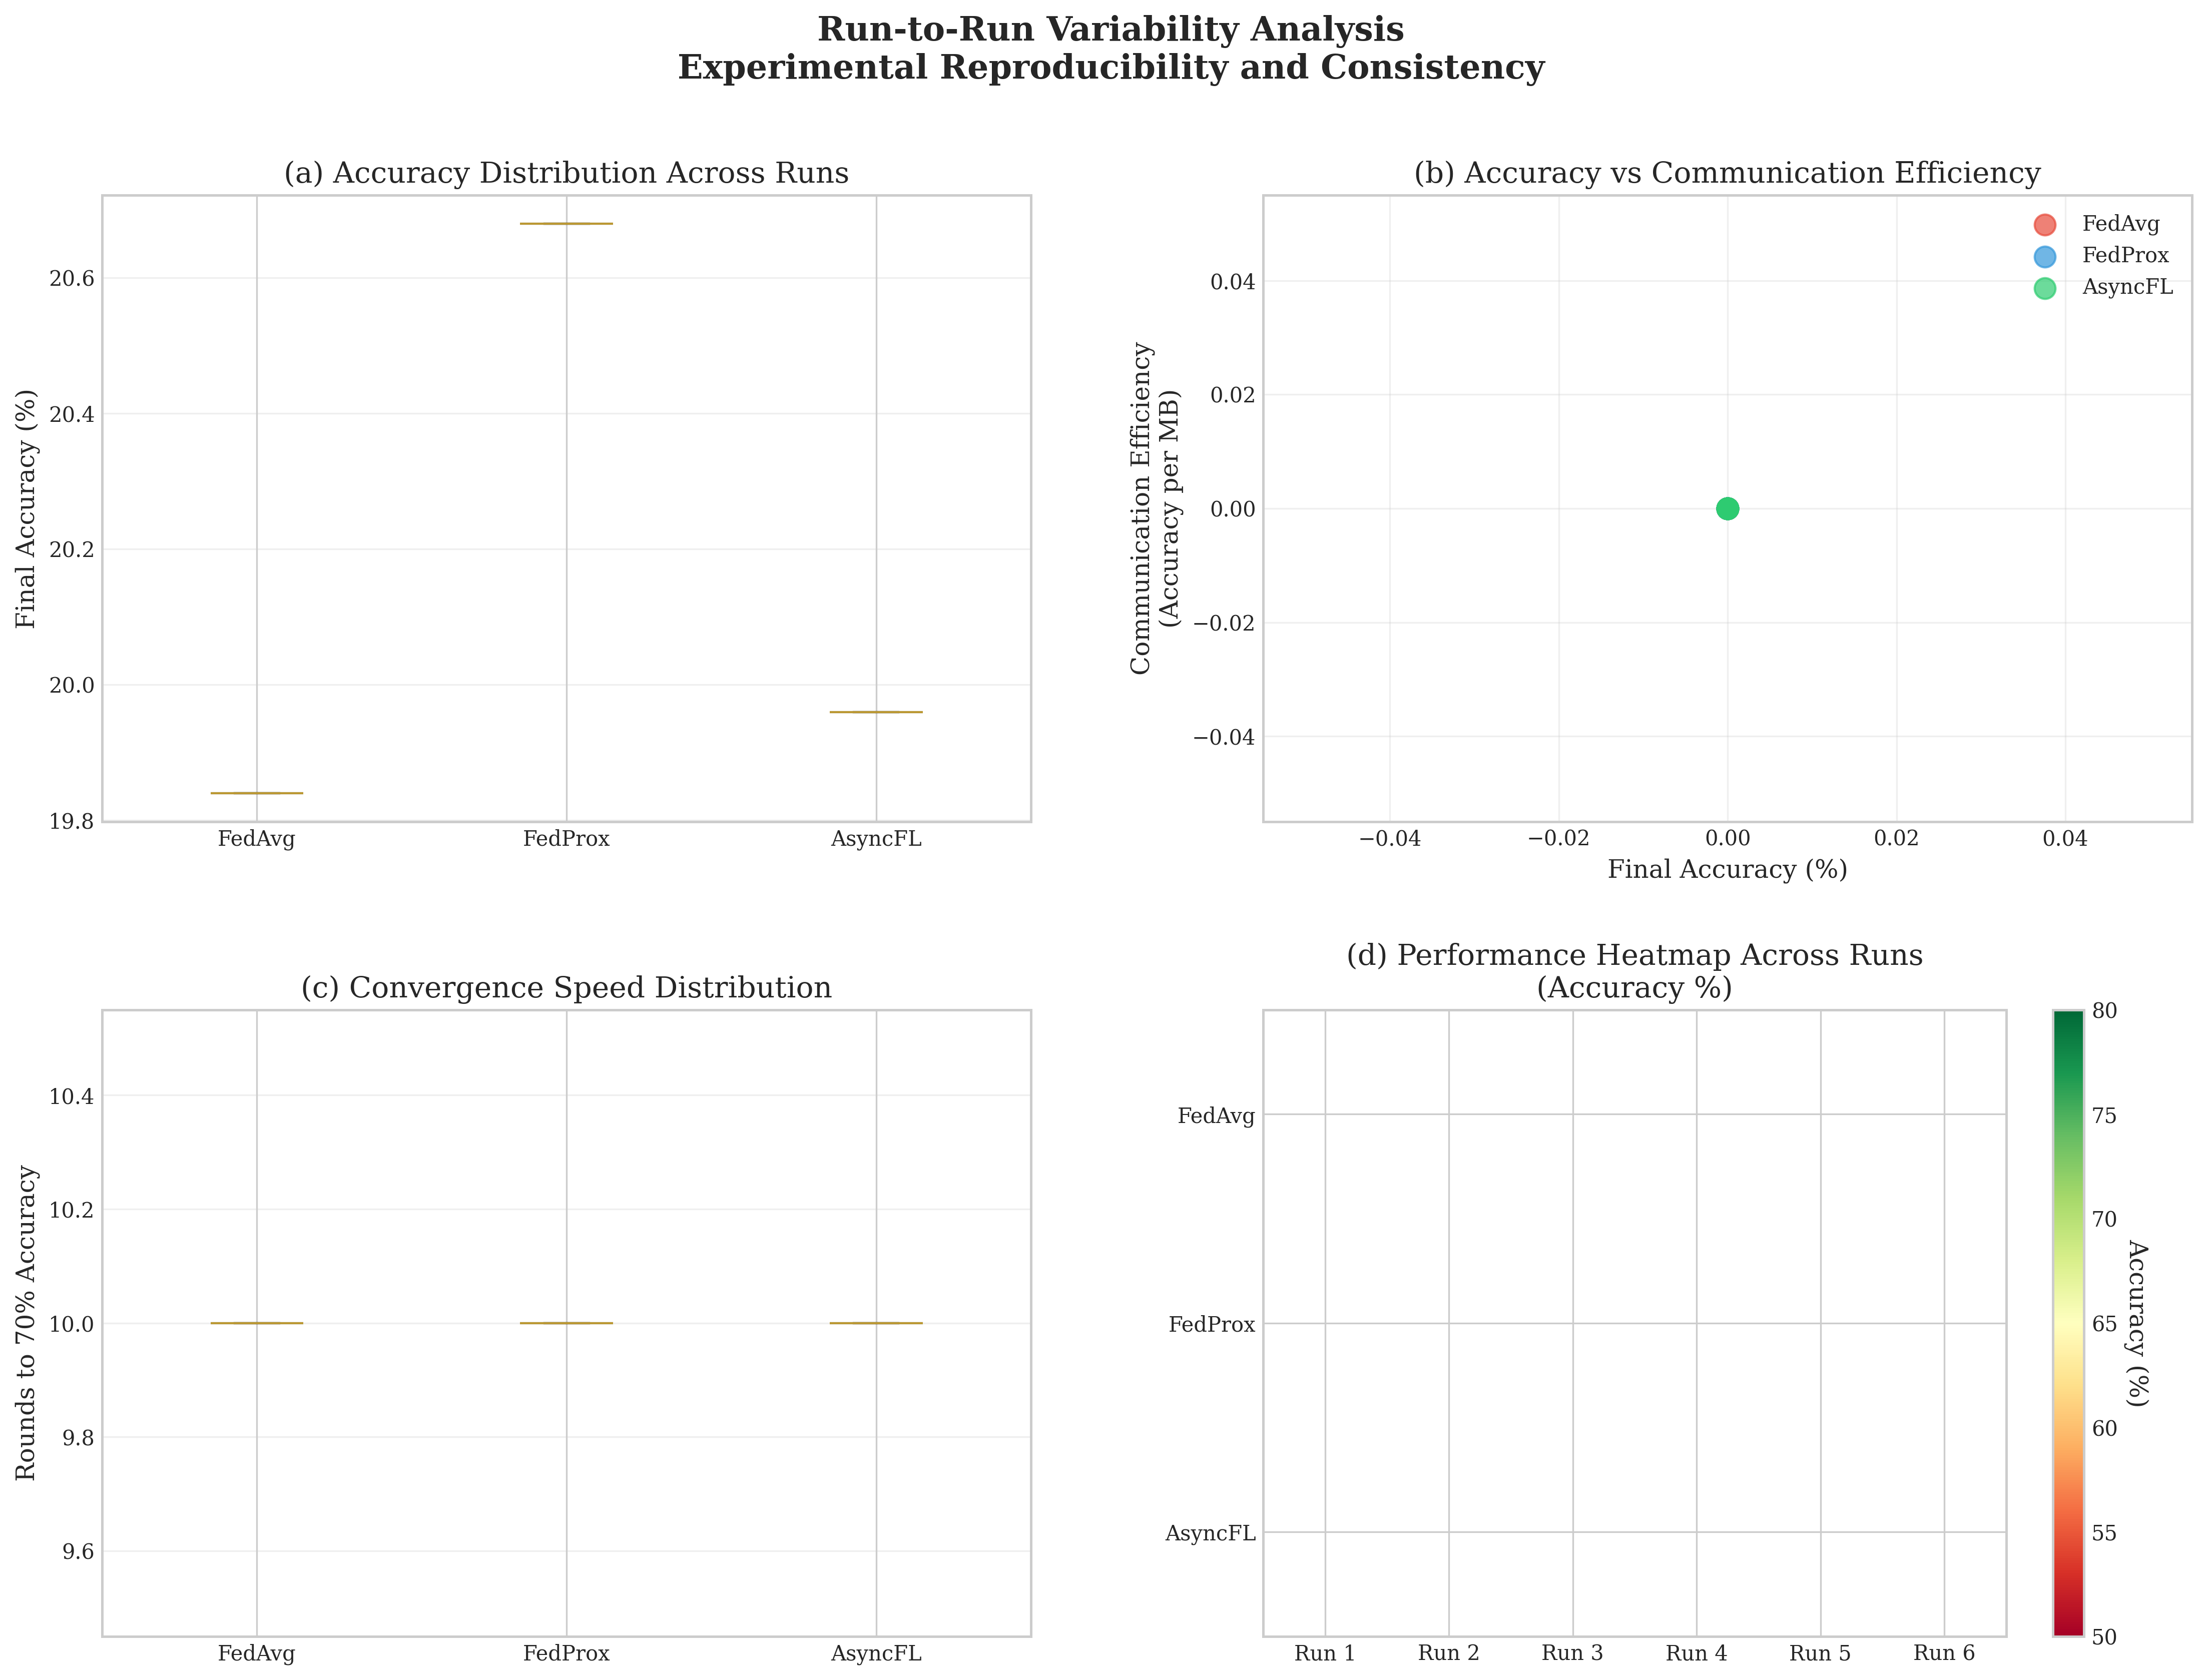 Run-to-Run Variability Analysis
Experimental Reproducibility and Consistency
(a) Accuracy Distribution Across Runs
Final Accuracy (%)
20.6
20.4
20.2
20.0
19.8
FedAvg
FedProx
AsyncFL
(b) Accuracy vs Communication Efficiency
Communication Efficiency
(Accuracy per MB)
0.04
0.02
0.00
−0.02
−0.04
FedAvg
FedProx
AsyncFL
−0.04
−0.02
0.00
0.02
0.04
Final Accuracy (%)
(c) Convergence Speed Distribution
Rounds to 70% Accuracy
10.4
10.2
10.0
9.8
9.6
FedAvg
FedProx
AsyncFL
(d) Performance Heatmap Across Runs
(Accuracy %)
FedAvg
FedProx
AsyncFL
Run 1
Run 2
Run 3
Run 4
Run 5
Run 6
80
75
70
65
60
55
50
Accuracy (%)